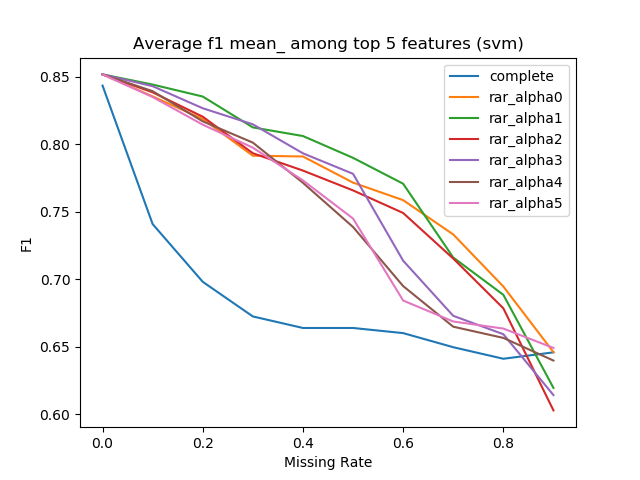 Average f1 mean_ among top 5 features (svm)
complete
rar_alpha0
rar_alpha1
rar_alpha2
rar_alpha3
rar_alpha4
rar_alpha5
0.85
0.80
0.75
0.70
0.65
0.60
F1
0.0 0.2 0.4 0.6 0.8
Missing Rate